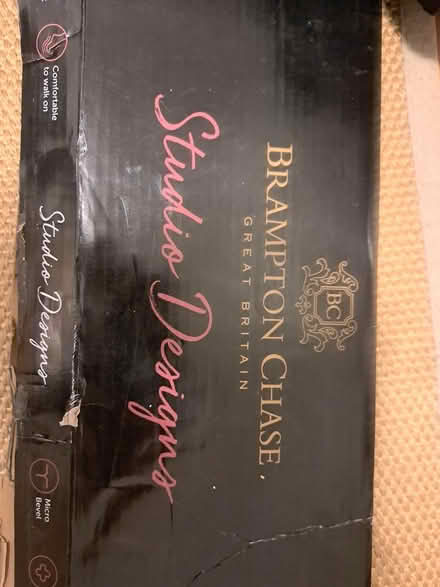 BC
BRAMPTON CHASE
GREAT BRITAIN
Studio Designs
Comfortable
to walk on
Studio Designs
Micro
Bevel